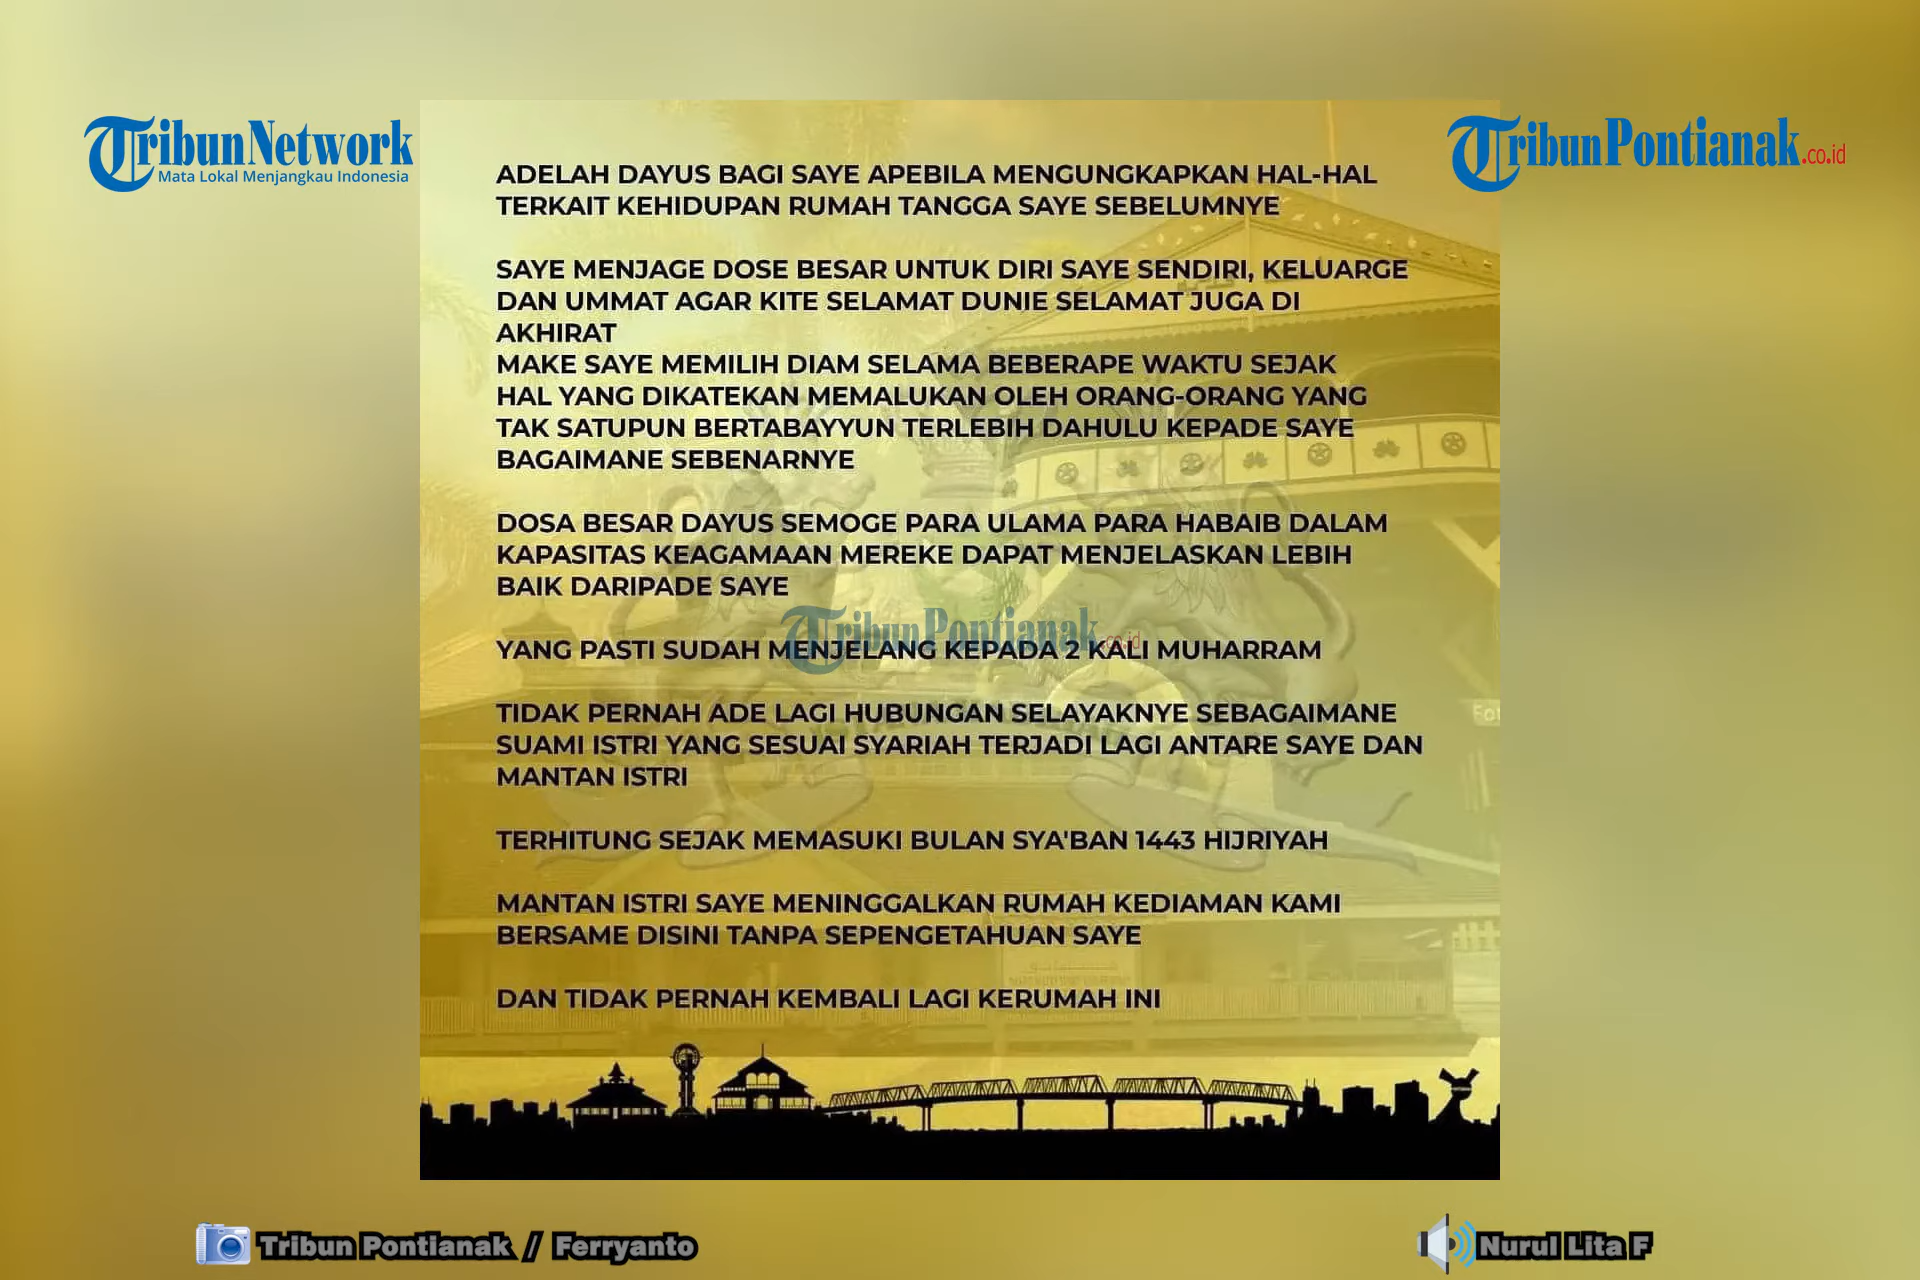 TribunNetwork
Mata Lokal Menjangkau Indonesia
TribunPontianak.co.id
ADELAH DAYUS BAGI SAYE APEBILA MENGUNGKAPKAN HAL-HAL
TERKAIT KEHIDUPAN RUMAH TANGGA SAYE SEBELUMNYE
SAYE MENJAGE DOSE BESAR UNTUK DIRI SAYE SENDIRI, KELUARGE
DAN UMMAT AGAR KITE SELAMAT DUNIE SELAMAT JUGA DI
AKHIRAT
MAKE SAYE MEMILIH DIAM SELAMA BEBERAPE WAKTU SEJAK
HAL YANG DIKATEKAN MEMALUKAN OLEH ORANG-ORANG YANG
TAK SATUPUN BERTABAYYUN TERLEBIH DAHULU KEPADE SAYE
BAGAIMANE SEBENARNYE
DOSA BESAR DAYUS SEMOGE PARA ULAMA PARA HABAIB DALAM
KAPASITAS KEAGAMAAN MEREKE DAPAT MENJELASKAN LEBIH
BAIK DARIPADE SAYE
TribunPontianak.co.id
YANG PASTI SUDAH MENJELANG KEPADA 2 KALI MUHARRAM
TIDAK PERNAH ADE LAGI HUBUNGAN SELAYAKNYE SEBAGAIMANE
SUAMI ISTRI YANG SESUAI SYARIAH TERJADI LAGI ANTARE SAYE DAN
MANTAN ISTRI
TERHITUNG SEJAK MEMASUKI BULAN SYA'BAN 1443 HIJRIYAH
MANTAN ISTRI SAYE MENINGGALKAN RUMAH KEDIAMAN KAMI
BERSAME DISINI TANPA SEPENGETAHUAN SAYE
DAN TIDAK PERNAH KEMBALI LAGI KERUMAH INI
Tribun Pontianak / Ferryanto
Nurul Lita F